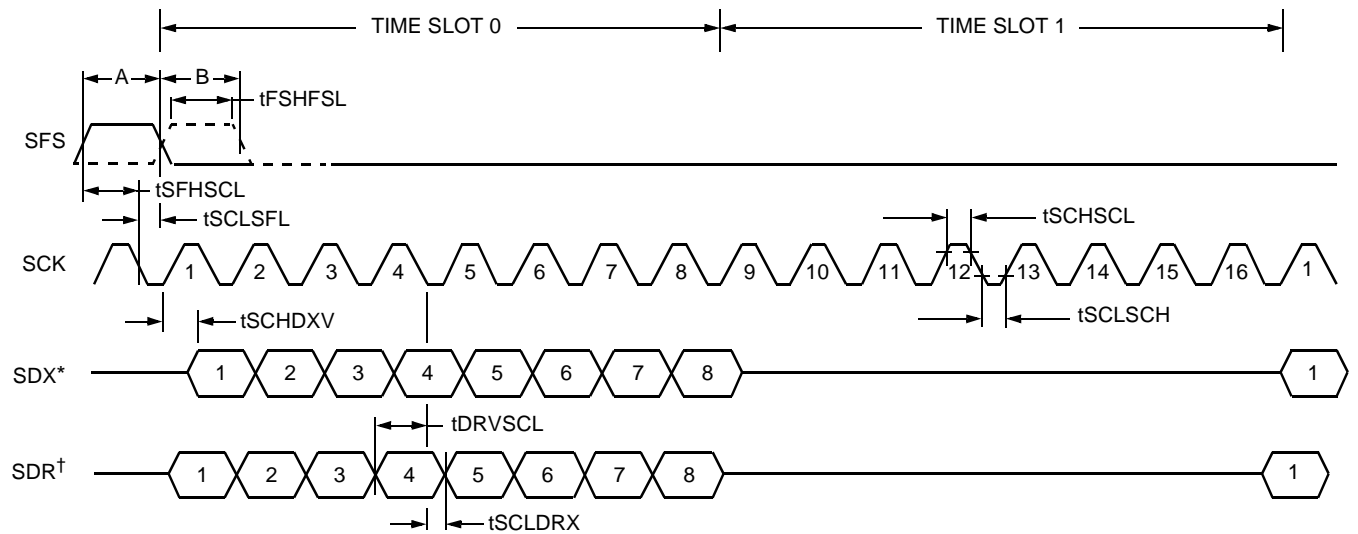 TIME SLOT 0 TIME SLOT 1
A B
tFSHFSL
SFS
tSFHSCL
tSCLSFL tSCHSCL
SCK 1 2 3 4 5 6 7 8 9 10 11 12 13 14 15 16 1
tSCHDXV tSCLSCH
SDX* 1 2 3 4 5 6 7 8 1
tDRVSCL
SDR† 1 2 3 4 5 6 7 8 1
tSCLDRX